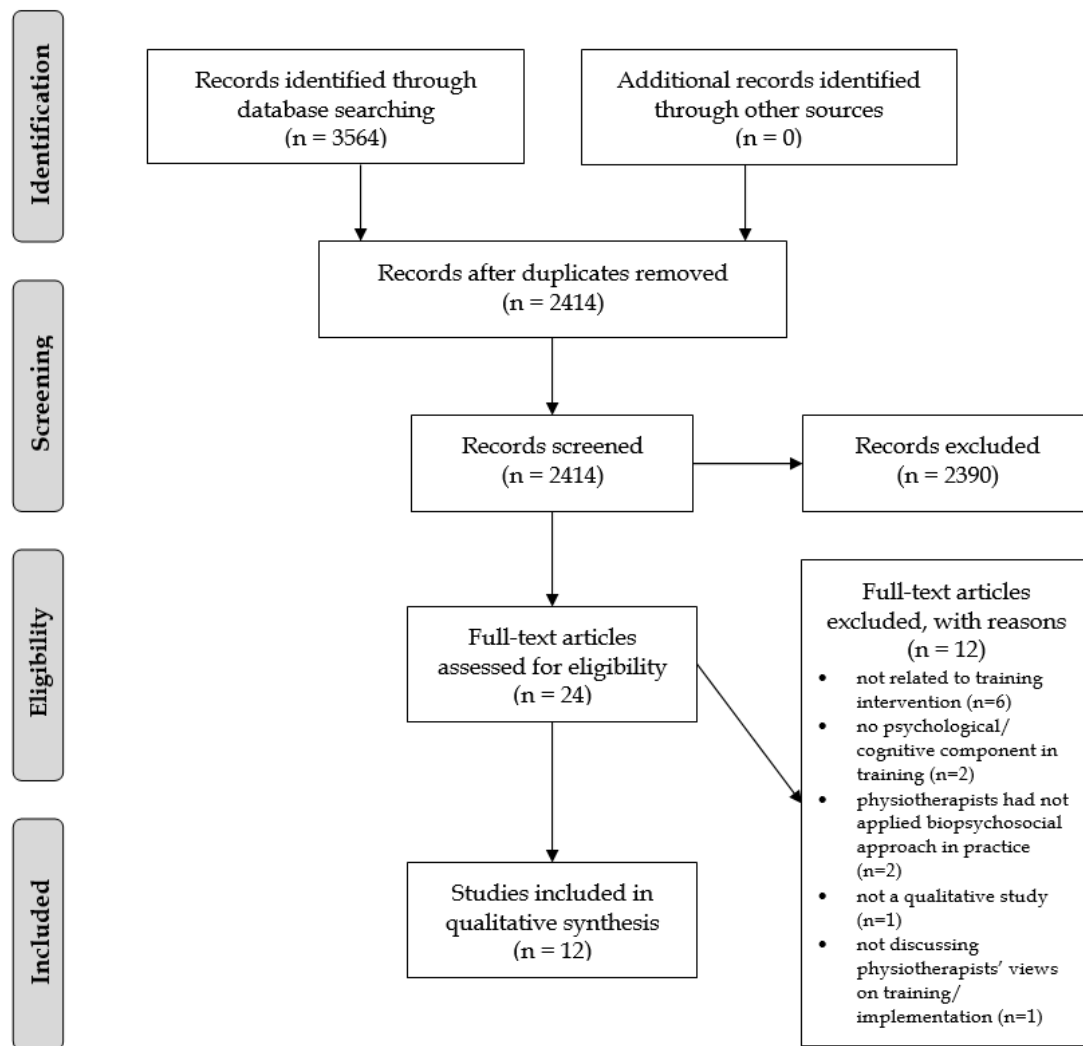 Identification
Records identified through
database searching
(n = 3564)
Additional records identified
through other sources
(n = 0)
Records after duplicates removed
(n = 2414)
Screening
Records screened
(n = 2414)
Records excluded
(n = 2390)
Eligibility
Full-text articles
assessed for eligibility
(n = 24)
Full-text articles
excluded, with reasons
(n = 12)
• not related to training
intervention (n=6)
• no psychological/
cognitive component in
training (n=2)
• physiotherapists had not
applied biopsychosocial
approach in practice
(n=2)
• not a qualitative study
(n=1)
• not discussing
physiotherapists’ views
on training/
implementation (n=1)
Included
Studies included in
qualitative synthesis
(n = 12)